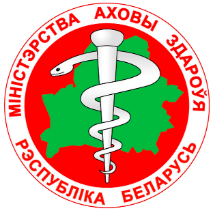 МІНІСТЭРСТВА АХОВЫ ЗДАРОЎЯ
РЭСПУБЛІКА БЕЛАРУСЬ